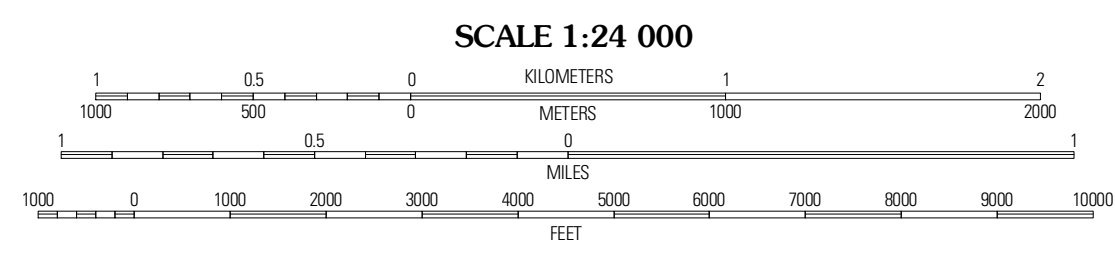 SCALE 1:24 000
1 0.5 0 KILOMETERS 1 2
1000 500 0 METERS 1000 2000
1 0.5 0 1
MILES
1000 0 1000 2000 3000 4000 5000 6000 7000 8000 9000 10000
FEET